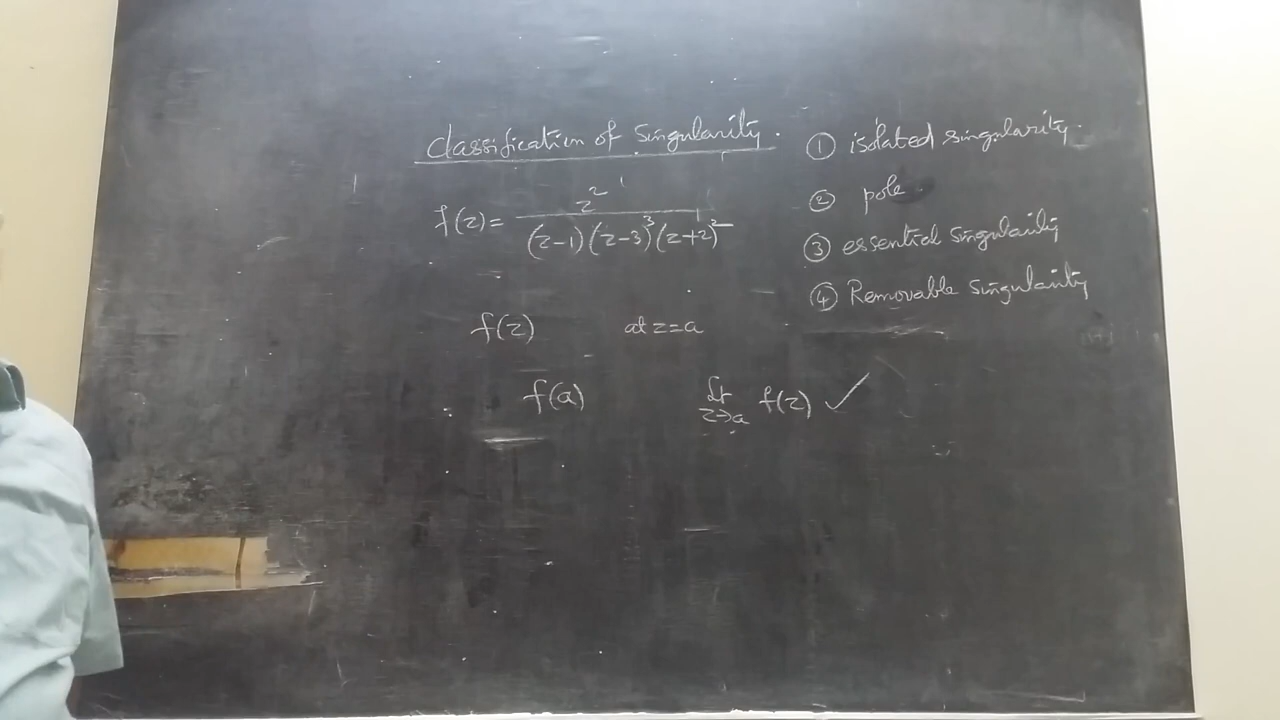 classification of Singularity.
f(z) = z² / (z-1)(z-3)³(z+2)²
f(z) at z=a
f(a) lt z→a f(z) ✓
① isolated singularity.
② pole.
③ essential singularity
④ Removable Singularity